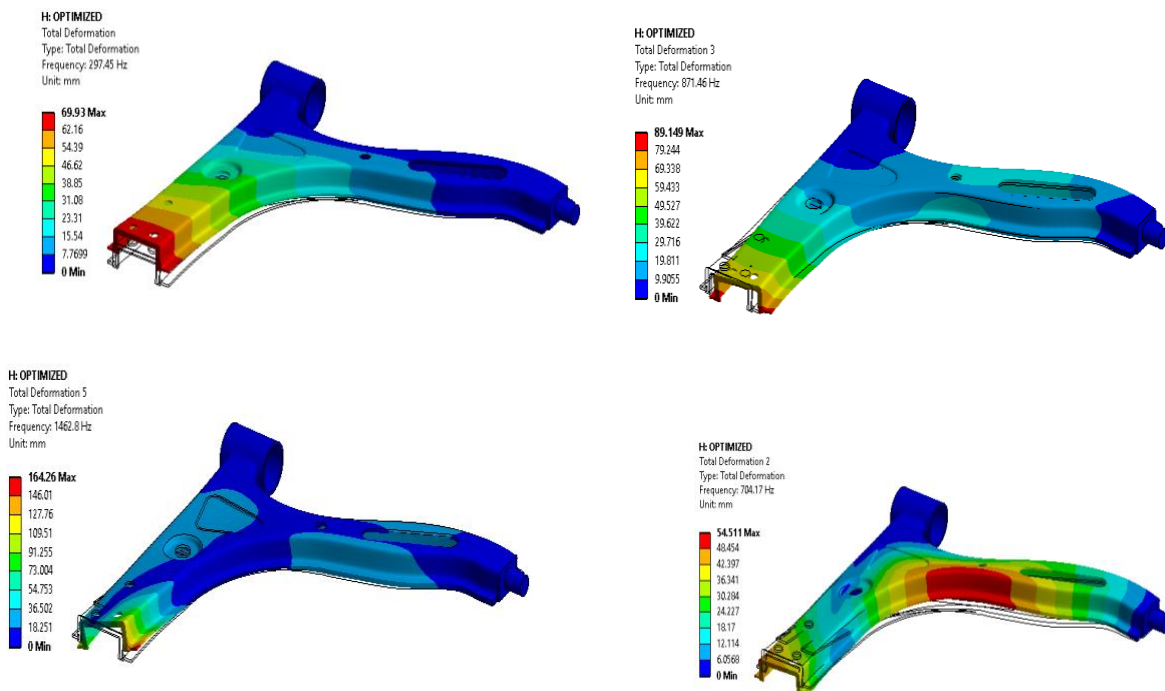 H: OPTIMIZED
Total Deformation
Type: Total Deformation
Frequency: 297.45 Hz
Unit: mm
69.93 Max
62.16
54.39
46.62
38.85
31.08
23.31
15.54
7.7699
0 Min
H: OPTIMIZED
Total Deformation 3
Type: Total Deformation
Frequency: 871.46 Hz
Unit: mm
89.149 Max
79.244
69.338
59.433
49.527
39.622
29.716
19.811
9.9055
0 Min
H: OPTIMIZED
Total Deformation 5
Type: Total Deformation
Frequency: 1462.8 Hz
Unit: mm
164.26 Max
146.01
127.76
109.51
91.255
73.004
54.753
36.502
18.251
0 Min
H: OPTIMIZED
Total Deformation 2
Type: Total Deformation
Frequency: 704.17 Hz
Unit: mm
54.511 Max
48.454
42.397
36.341
30.284
24.227
18.17
12.114
6.0568
0 Min